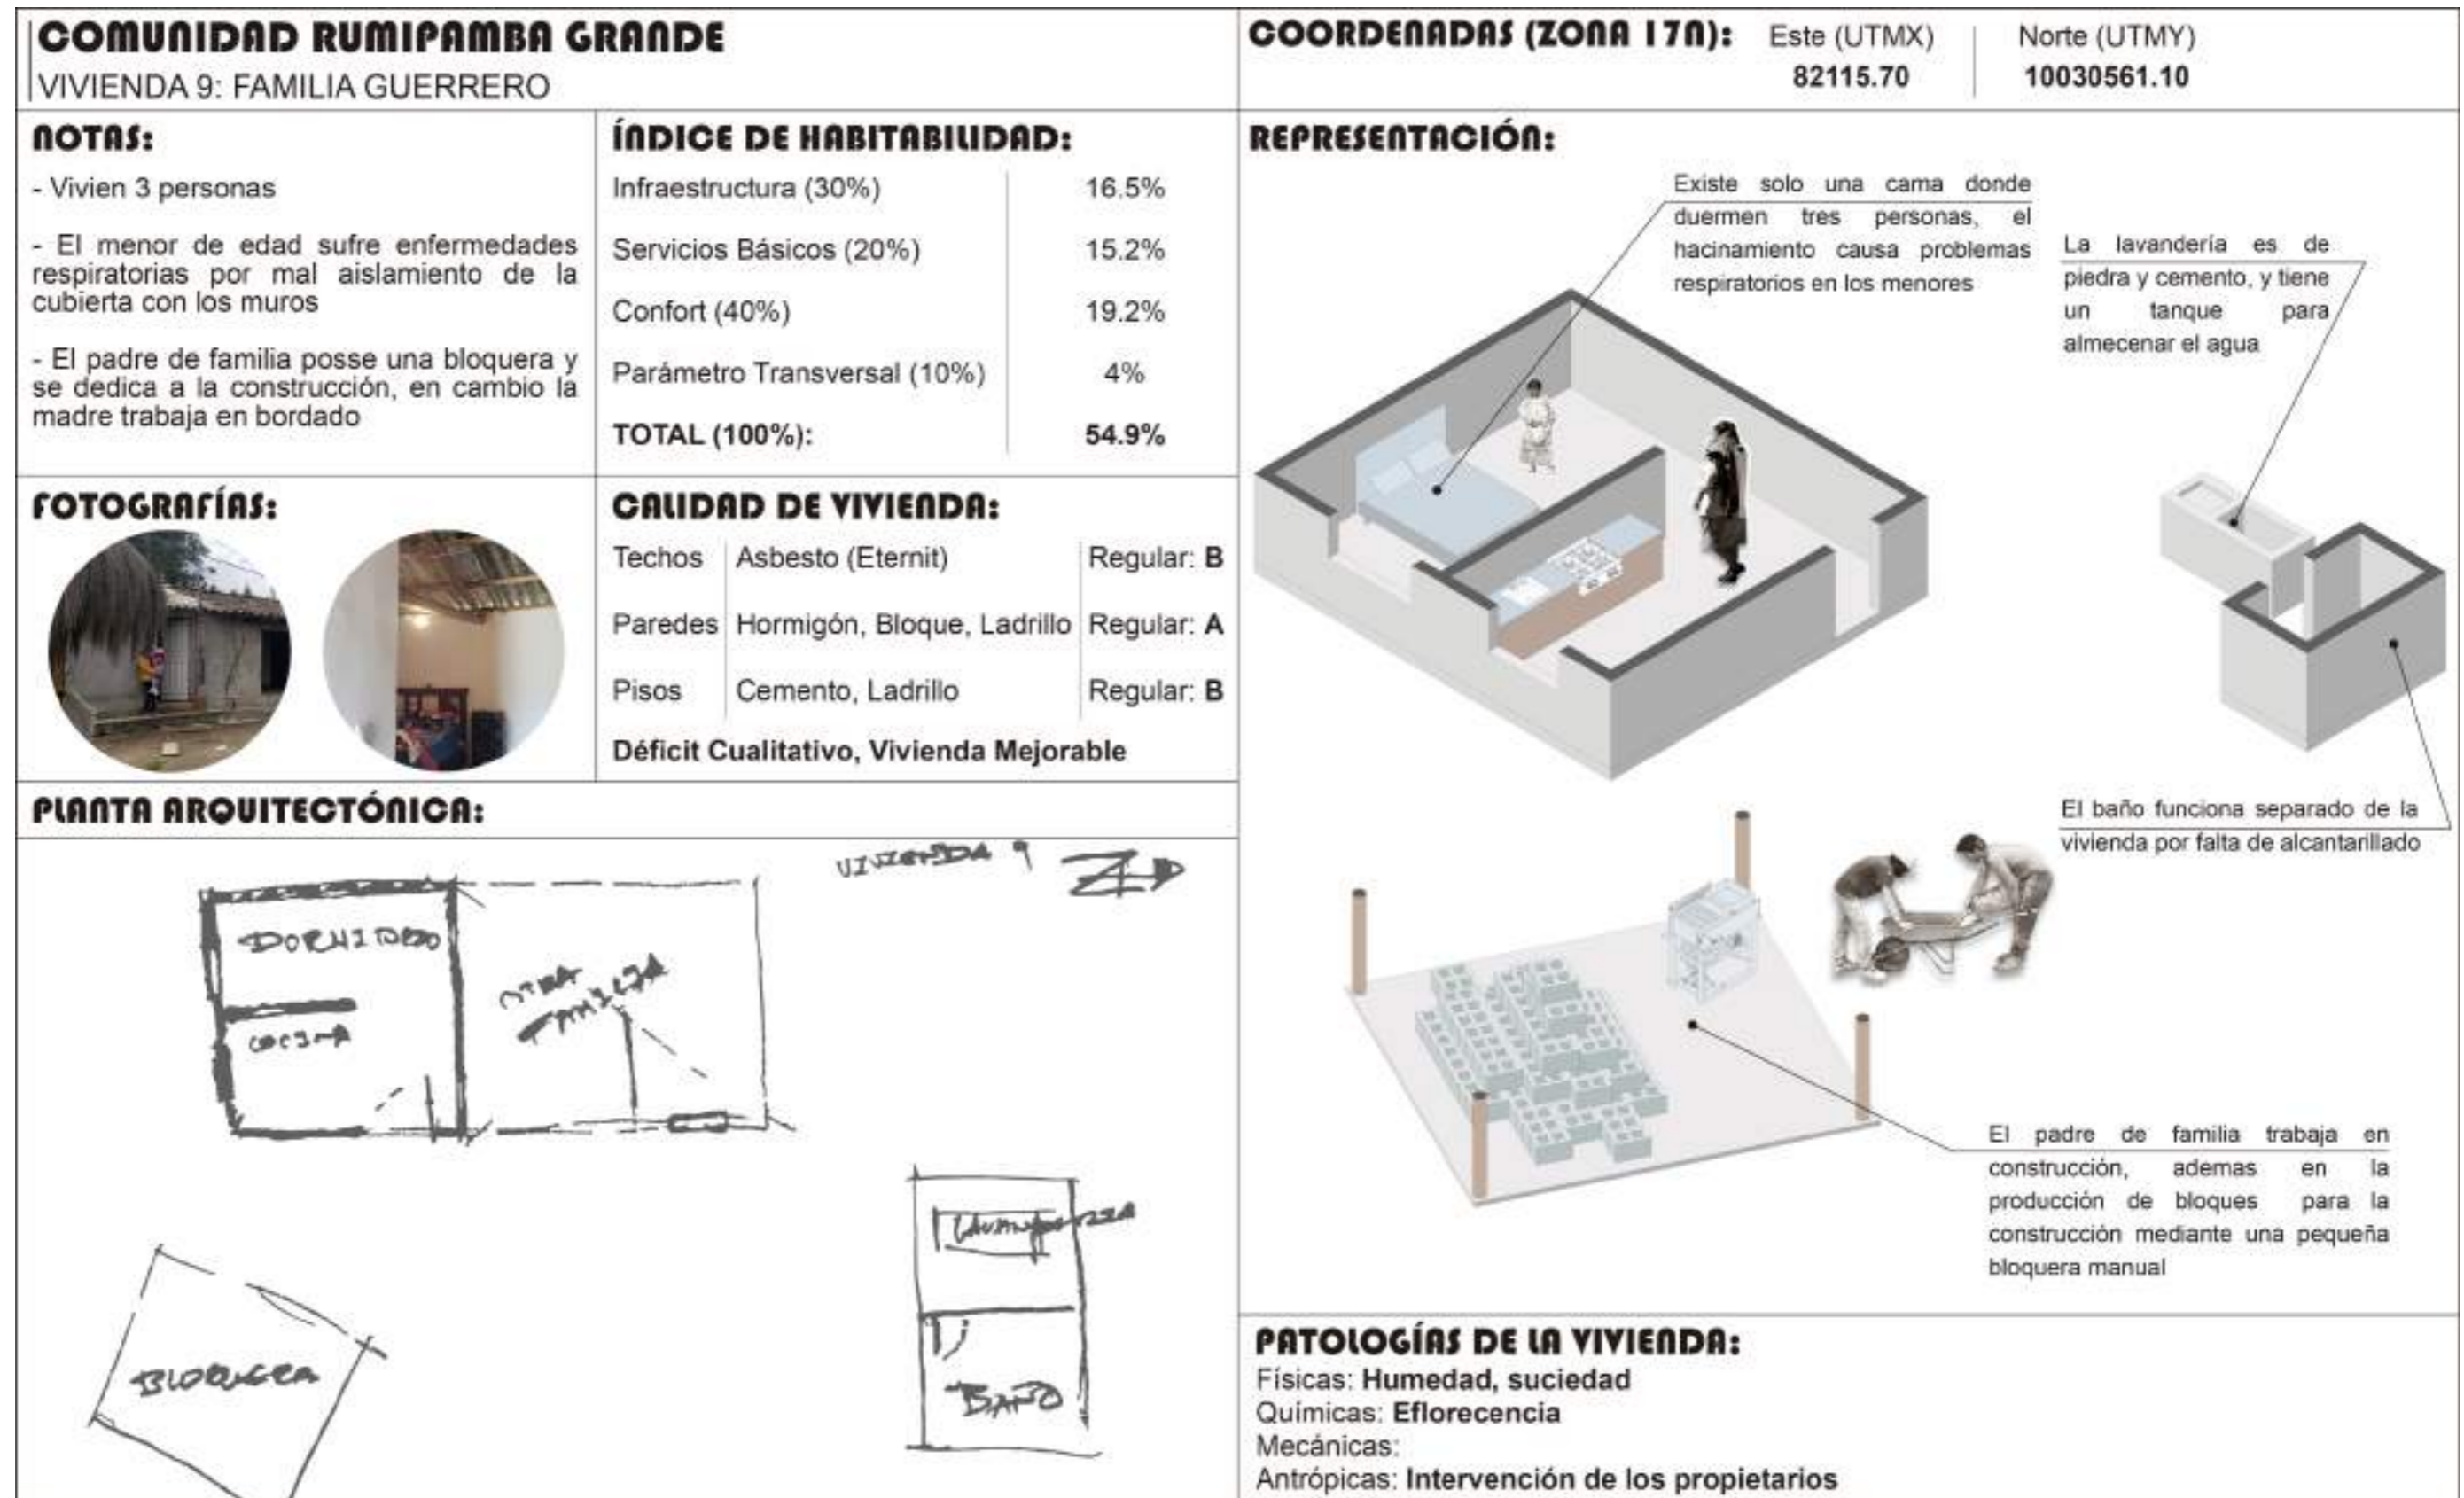 COMUNIDAD RUMIPAMBA GRANDE
VIVIENDA 9: FAMILIA GUERRERO
COORDENADAS (ZONA 17N):
Este (UTMX)
Norte (UTMY)
82115.70
10030561.10
NOTAS:
- Vivien 3 personas
- El menor de edad sufre enfermedades
respiratorias por mal aislamiento de la
cubierta con los muros
- El padre de familia posse una bloquera y
se dedica a la construcción, en cambio la
madre trabaja en bordado
ÍNDICE DE HABITABILIDAD:
Infraestructura (30%) 16.5%
Servicios Básicos (20%) 15.2%
Confort (40%) 19.2%
Parámetro Transversal (10%) 4%
TOTAL (100%): 54.9%
FOTOGRAFÍAS:
CALIDAD DE VIVIENDA:
Techos Asbesto (Eternit) Regular: B
Paredes Hormigón, Bloque, Ladrillo Regular: A
Pisos Cemento, Ladrillo Regular: B
Déficit Cualitativo, Vivienda Mejorable
PLANTA ARQUITECTÓNICA:
VIVIENDA 9
DORMITORIO
COCINA
OTRA
FAMILIA
LAVANDERIA
BAÑO
BLOQUERA
REPRESENTACIÓN:
Existe solo una cama donde
duermen tres personas, el
hacinamiento causa problemas
respiratorios en los menores
La lavandería es de
piedra y cemento, y tiene
un tanque para
almecenar el agua
El baño funciona separado de la
vivienda por falta de alcantarillado
El padre de familia trabaja en
construcción, ademas en la
producción de bloques para la
construcción mediante una pequeña
bloquera manual
PATOLOGÍAS DE LA VIVIENDA:
Físicas: Humedad, suciedad
Químicas: Eflorecencia
Mecánicas:
Antrópicas: Intervención de los propietarios